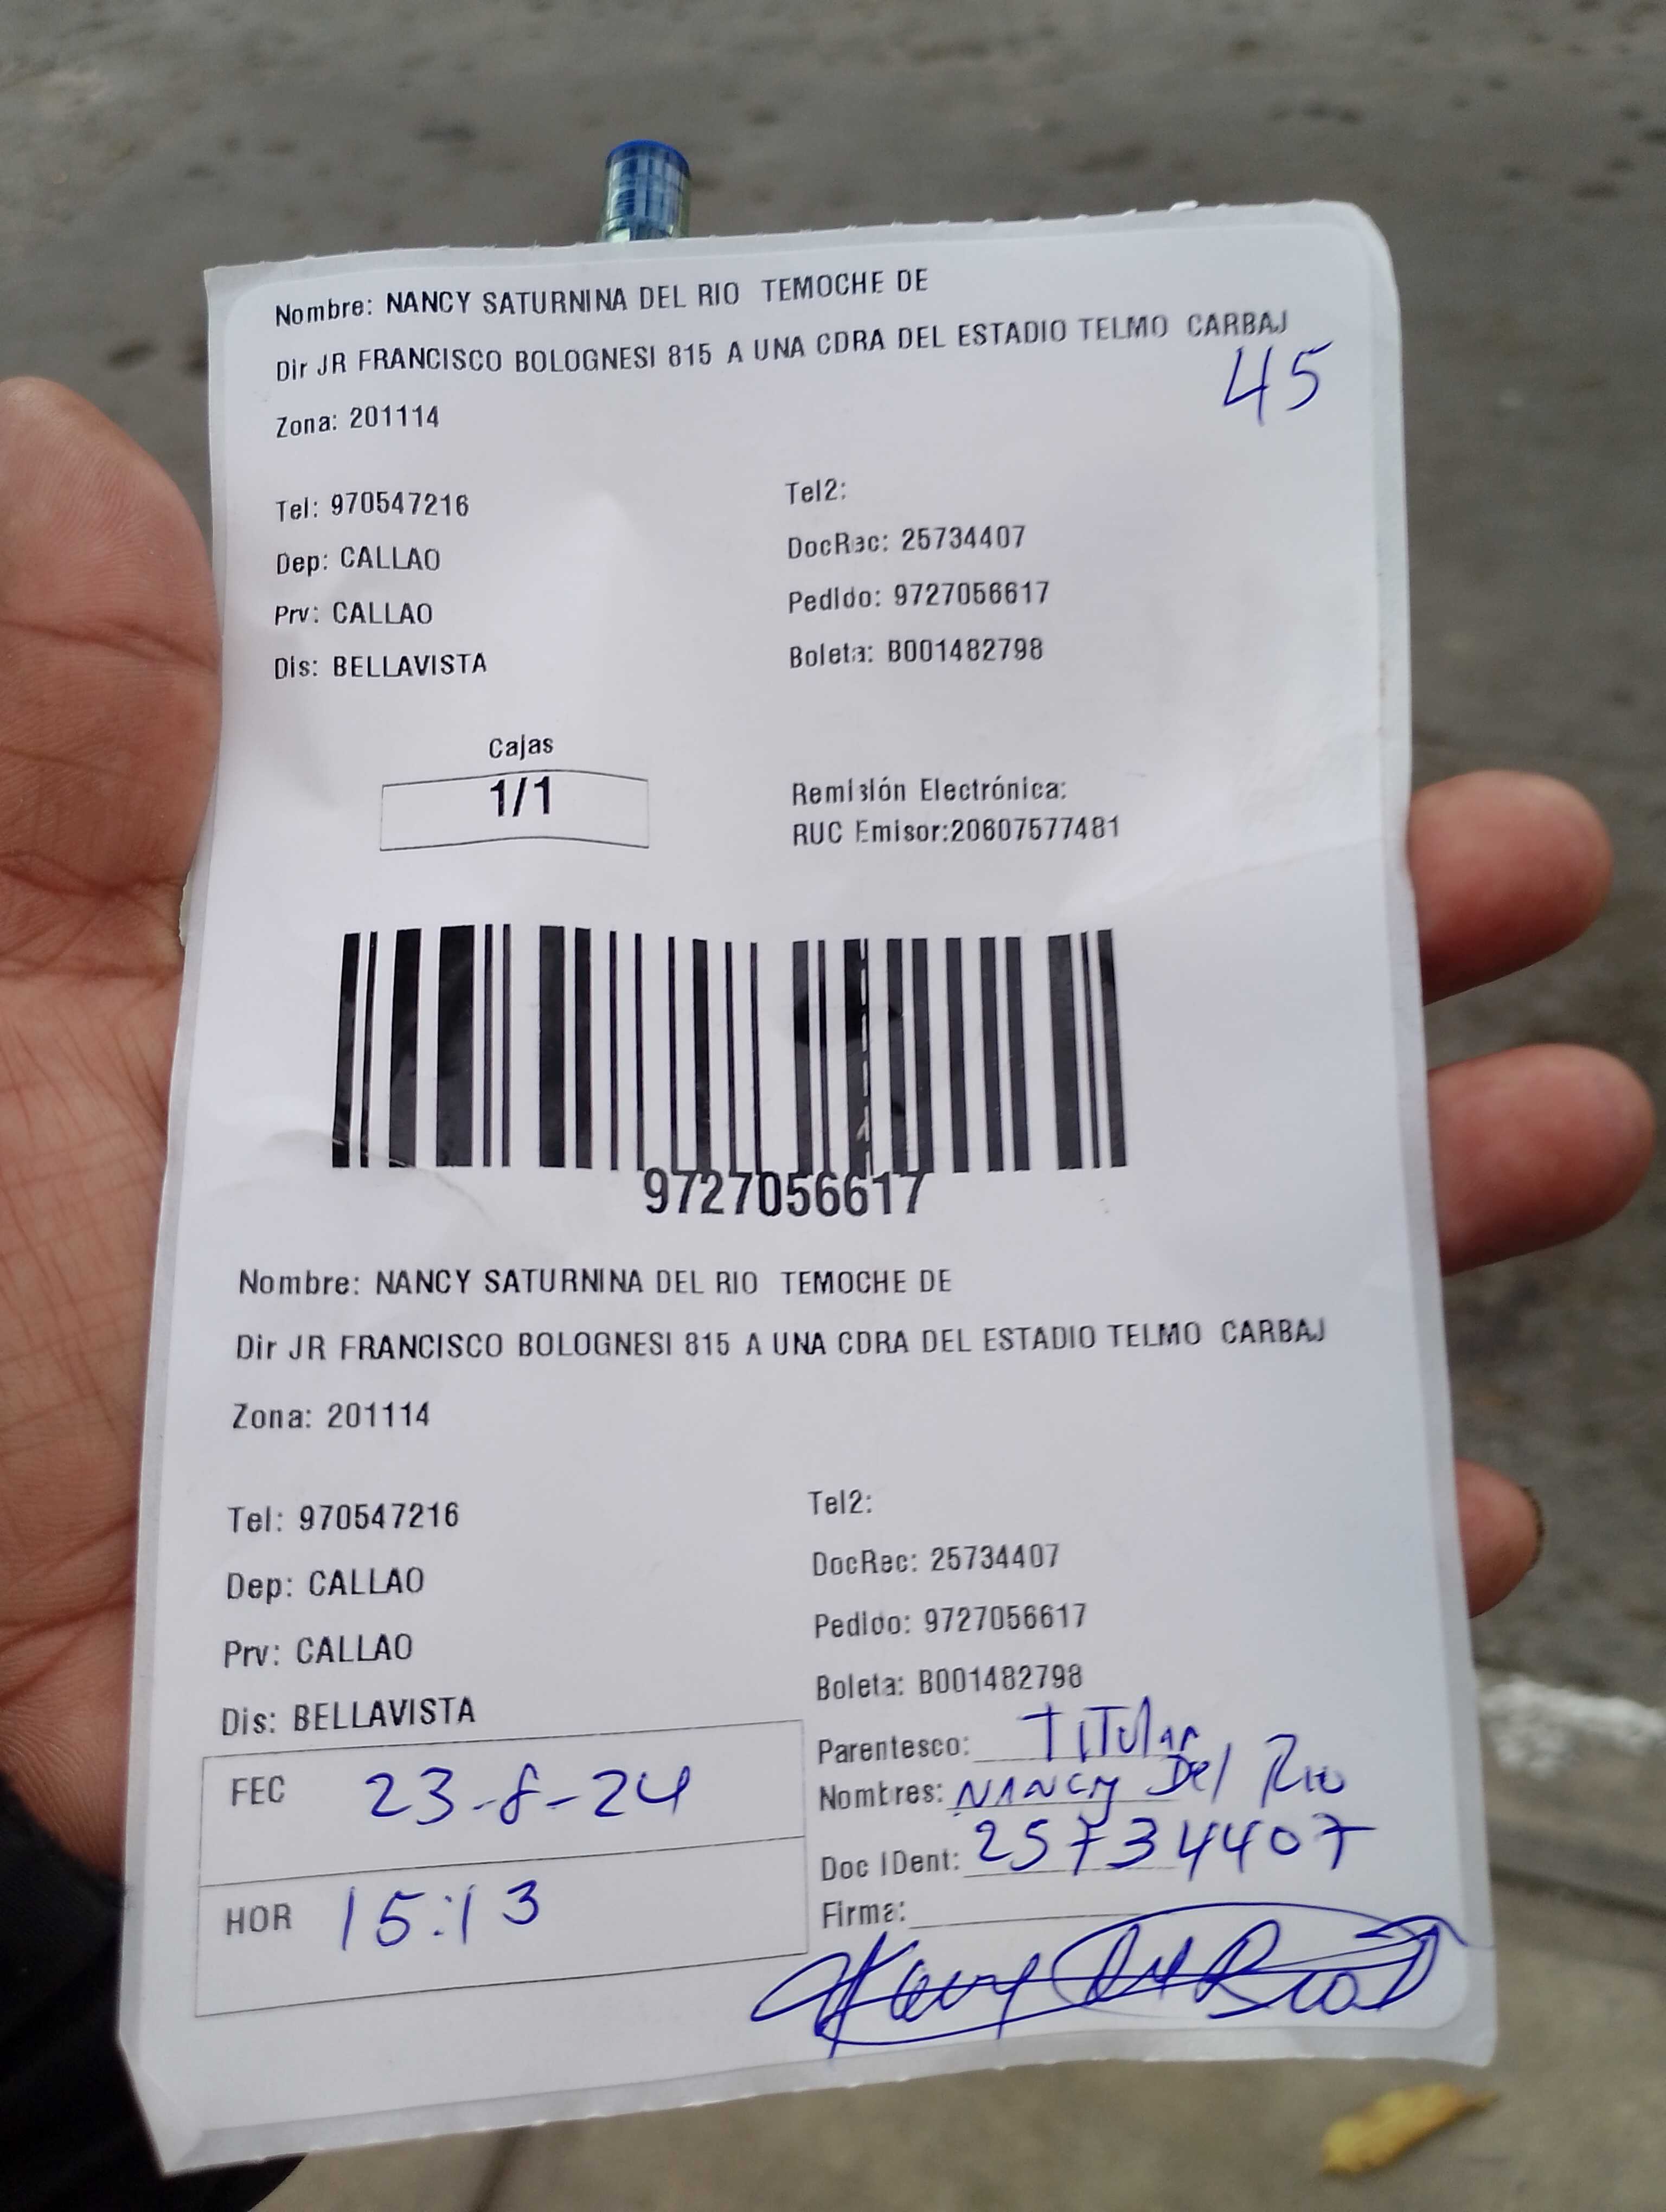 Nombre: NANCY SATURNINA DEL RIO TEMOCHE DE
Dir JR FRANCISCO BOLOGNESI 815 A UNA CDRA DEL ESTADIO TELMO CARBAJ
45
Zona: 201114
Tel: 970547216
Tel2:
Dep: CALLAO
DocRec: 25734407
Prv: CALLAO
Pedido: 9727056617
Dis: BELLAVISTA
Boleta: B001482798
Cajas
1/1
Remisión Electrónica:
RUC Emisor:20607577481
9727056617
Nombre: NANCY SATURNINA DEL RIO TEMOCHE DE
Dir JR FRANCISCO BOLOGNESI 815 A UNA CDRA DEL ESTADIO TELMO CARBAJ
Zona: 201114
Tel: 970547216
Tel2:
Dep: CALLAO
DocRec: 25734407
Prv: CALLAO
Pedido: 9727056617
Dis: BELLAVISTA
Boleta: B001482798
FEC 23-8-24
HOR 15:13
Parentesco: TITular
Nombres: NANCY Del Rio
Doc IDent: 25734407
Firma: